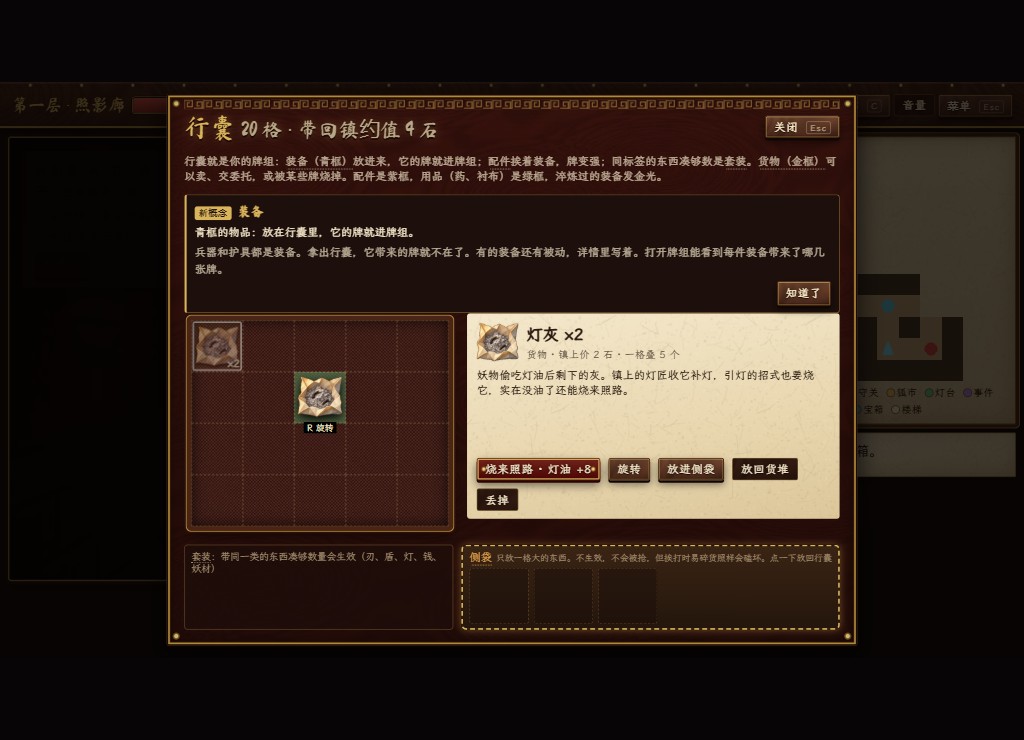 第一层·照影廊
C
音量
菜单 Esc
行囊 20 格 · 带回镇约值 4 石
关闭 Esc
行囊就是你的牌组：装备（青框）放进来，它的牌就进牌组；配件挨着装备，牌变强；同标签的东西凑够数是套装。货物（金框）可
以卖、交委托，或被某些牌烧掉。配件是紫框，用品（药、衬布）是绿框，淬炼过的装备发金光。
新概念 装备
青框的物品：放在行囊里，它的牌就进牌组。
兵器和护具都是装备。拿出行囊，它带来的牌就不在了。有的装备还有被动，详情里写着。打开牌组能看到每件装备带来了哪几
张牌。
知道了
x2
R 旋转
灯灰 x2
货物 · 镇上价 2 石 · 一格叠 5 个
妖物偷吃灯油后剩下的灰。镇上的灯匠收它补灯，引灯的招式也要烧
它，实在没油了还能烧来照路。
烧来照路 · 灯油 +8
旋转
放进侧袋
放回货堆
丢掉
守关 狐市 灯台 事件
宝箱 楼梯
箱。
套装：带同一类的东西凑够数量会生效（刃、盾、灯、钱、
妖材）
侧袋 只放一格大的东西。不生效，不会被抢，但挨打时易碎货照样会磕坏。点一下放回行囊